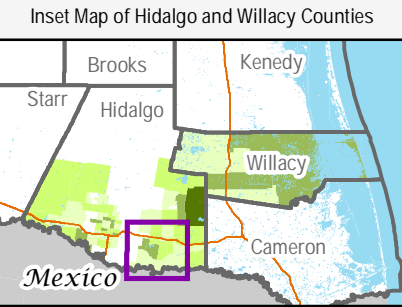 Inset Map of Hidalgo and Willacy Counties
Brooks
Kenedy
Starr
Hidalgo
Willacy
Cameron
Mexico